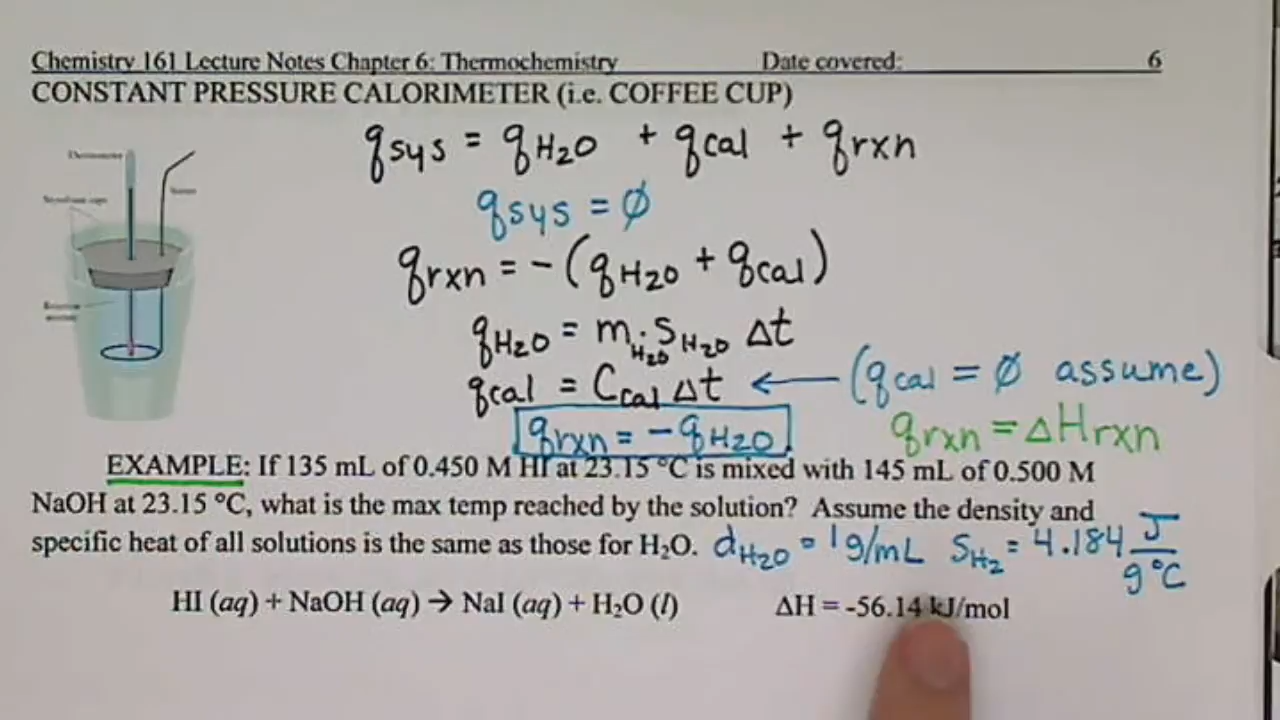 Chemistry 161 Lecture Notes Chapter 6: Thermochemistry Date covered: 6
CONSTANT PRESSURE CALORIMETER (i.e. COFFEE CUP)
qsys = qH₂O + qcal + qrxn
Thermometer
qsys = ∅
qrxn = -(qH₂O + qcal)
qH₂O = mH₂O · SH₂O Δt
qcal = Ccal Δt ← (qcal = ∅ assume)
qrxn = -qH₂O qrxn = ΔHrxn
EXAMPLE: If 135 mL of 0.450 M HI at 23.15 °C is mixed with 145 mL of 0.500 M
NaOH at 23.15 °C, what is the max temp reached by the solution? Assume the density and
specific heat of all solutions is the same as those for H₂O. dH₂O = 1g/mL SH₂ = 4.184 J/g°C
HI (aq) + NaOH (aq) → NaI (aq) + H₂O (l) ΔH = -56.14 kJ/mol